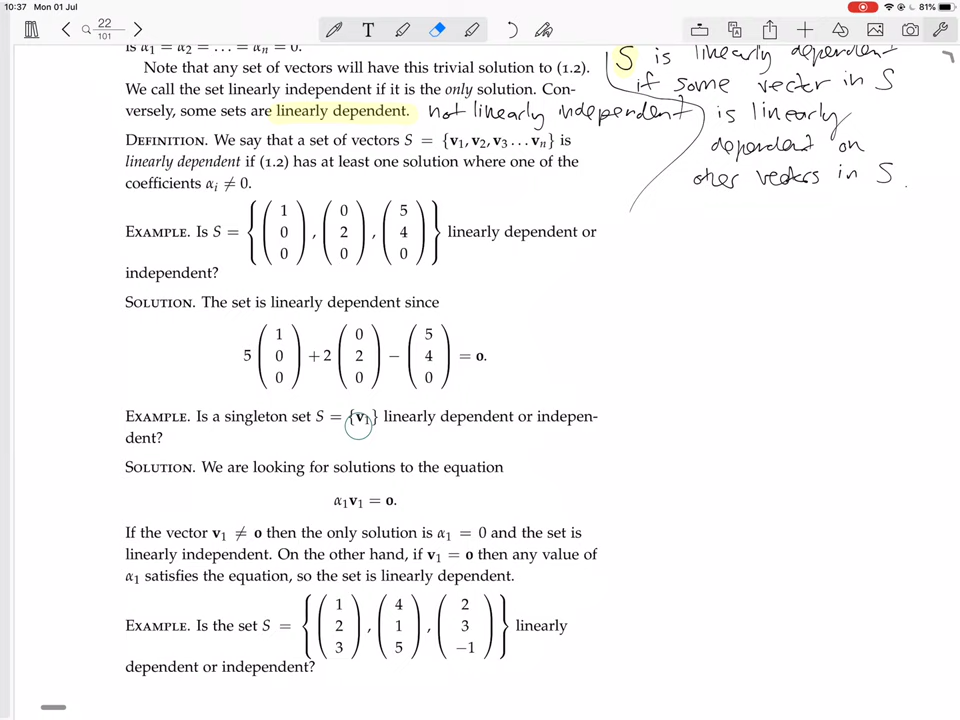 10:37 Mon 01 Jul
81%
22
101
T
is α1 = α2 = . . . = αn = 0.
Note that any set of vectors will have this trivial solution to (1.2).
We call the set linearly independent if it is the only solution. Con-
versely, some sets are linearly dependent.
not linearly independent
S is linearly dependent
if some vector in S
is linearly
dependent on
other vectors in S.
DEFINITION. We say that a set of vectors S = {v1, v2, v3 . . . vn} is
linearly dependent if (1.2) has at least one solution where one of the
coefficients αi ≠ 0.
EXAMPLE. Is S = { (1 0 0), (0 2 0), (5 4 0) } linearly dependent or
independent?
SOLUTION. The set is linearly dependent since
5 (1 0 0) + 2 (0 2 0) − (5 4 0) = o.
EXAMPLE. Is a singleton set S = {v1} linearly dependent or indepen-
dent?
SOLUTION. We are looking for solutions to the equation
α1v1 = o.
If the vector v1 ≠ o then the only solution is α1 = 0 and the set is
linearly independent. On the other hand, if v1 = o then any value of
α1 satisfies the equation, so the set is linearly dependent.
EXAMPLE. Is the set S = { (1 2 3), (4 1 5), (2 3 −1) } linearly
dependent or independent?